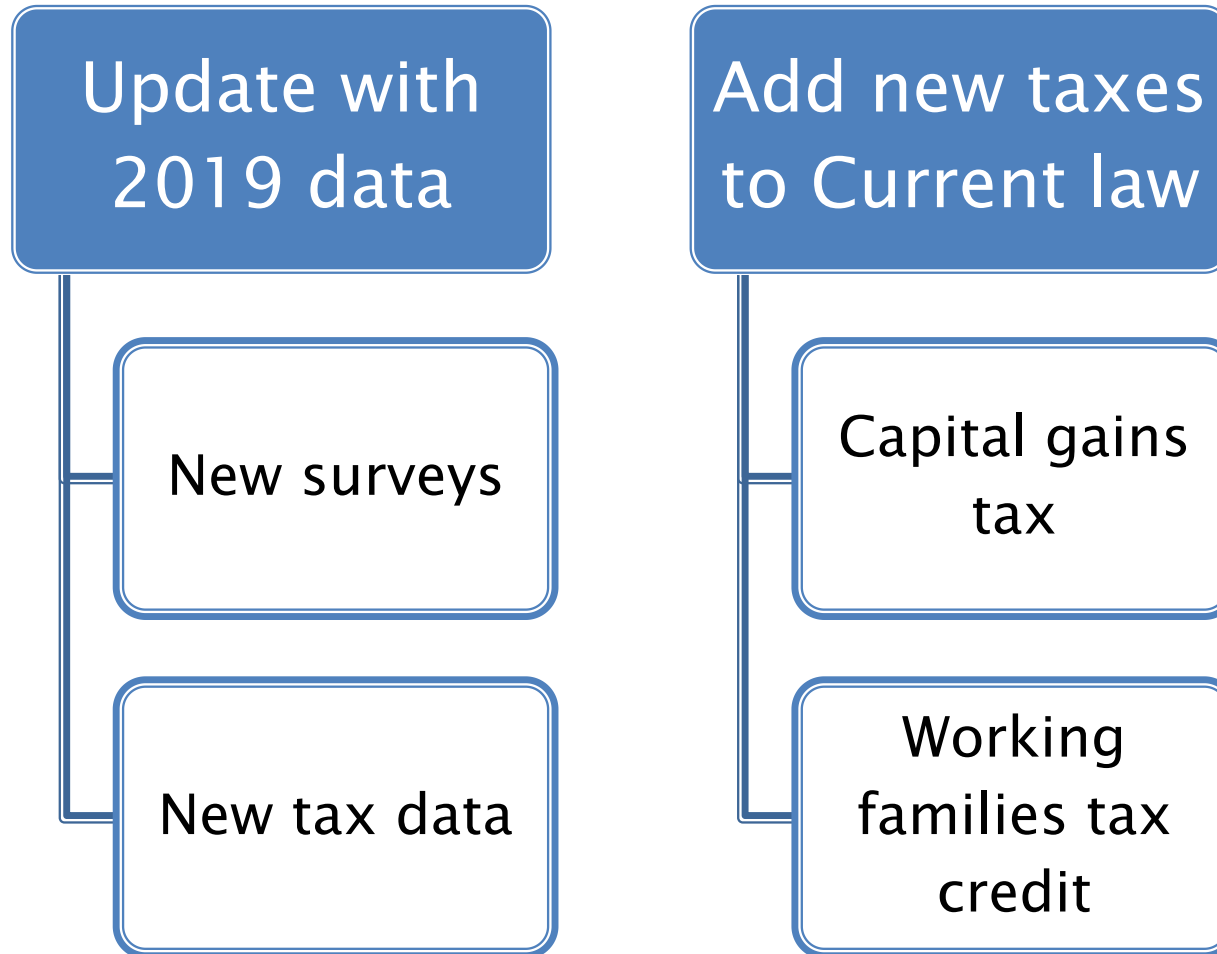 Update with
2019 data
New surveys
New tax data
Add new taxes
to Current law
Capital gains
tax
Working
families tax
credit